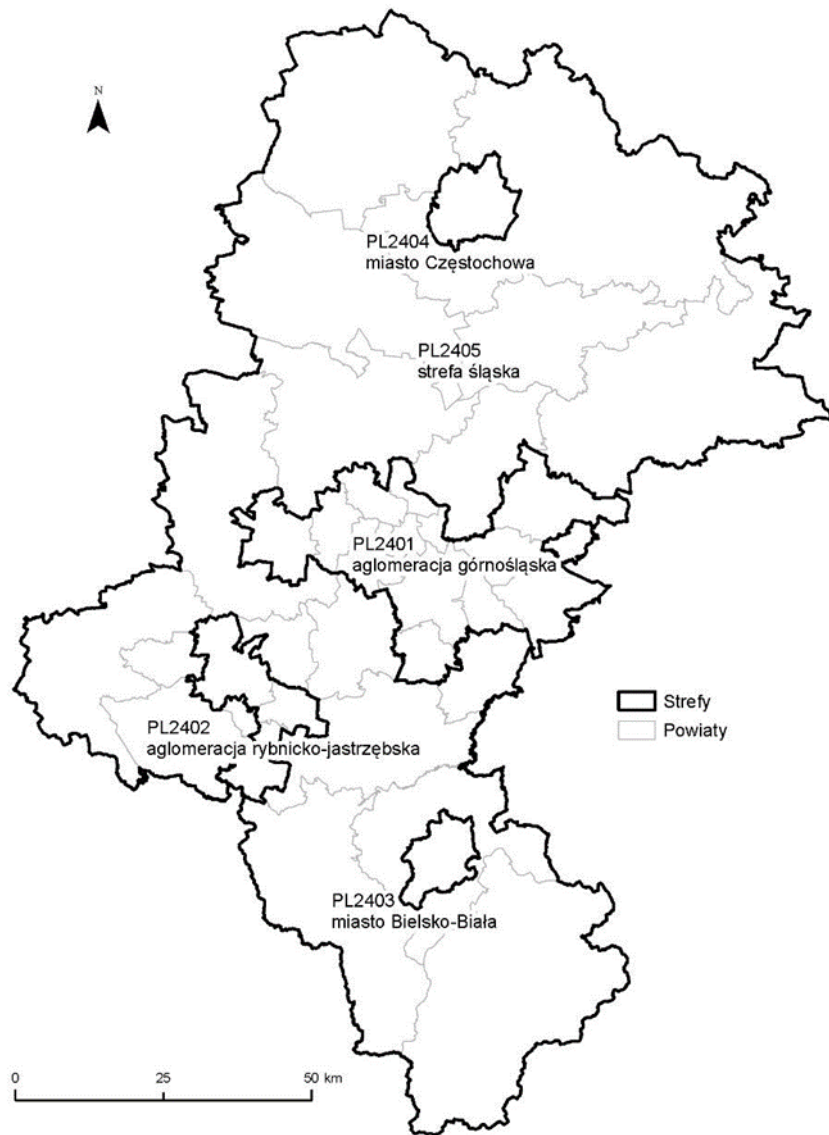 N
PL2404
miasto Częstochowa
PL2405
strefa śląska
PL2401
aglomeracja górnośląska
Strefy
Powiaty
PL2402
aglomeracja rybnicko-jastrzębska
PL2403
miasto Bielsko-Biała
0 25 50 km